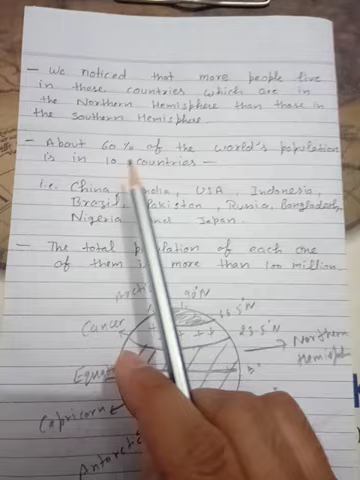 - We noticed that more people live
in those countries which are in
the Northern Hemisphere than those in
the Southern Hemisphere
- About 60% of the world's population
is in 10 countries -
i.e. China, India, USA, Indonesia,
Brazil, Pakistan, Russia, Bangladesh,
Nigeria and Japan.
- The total population of each one
of them is more than 100 million
Arctic
90°N
66.5°N
Cancer
23.5°N
Northern
Hemisph
Equa
0°
Capricorn
Antarctic